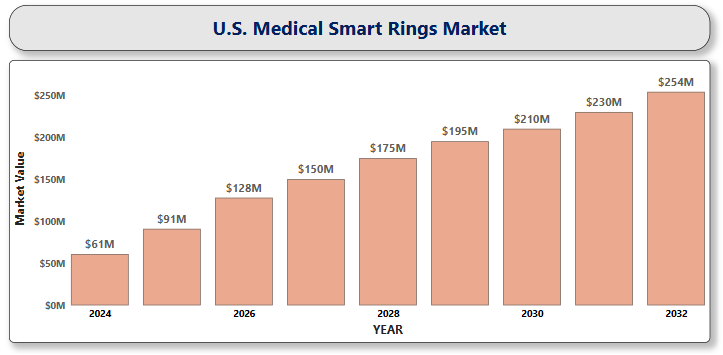 U.S. Medical Smart Rings Market
$254M
$230M
$210M
$195M
$175M
$150M
$128M
$91M
$61M
$250M
$200M
$150M
$100M
$50M
$0M
Market Value
2024
2026
2028
2030
2032
YEAR